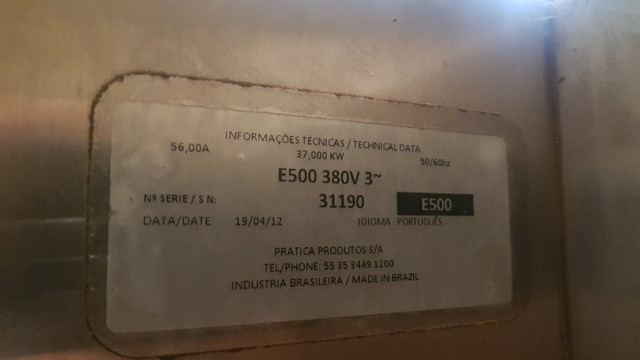 INFORMAÇÕES TECNICAS / TECHNICAL DATA
56,00A 37,000 KW 50/60hz
E500 380V 3~
Nº SERIE / S N: 31190 E500
DATA/DATE: 19/04/12 IDIOMA PORTUGUÊS
PRATICA PRODUTOS S/A
TEL/PHONE: 55 35 3449 1200
INDUSTRIA BRASILEIRA / MADE IN BRAZIL